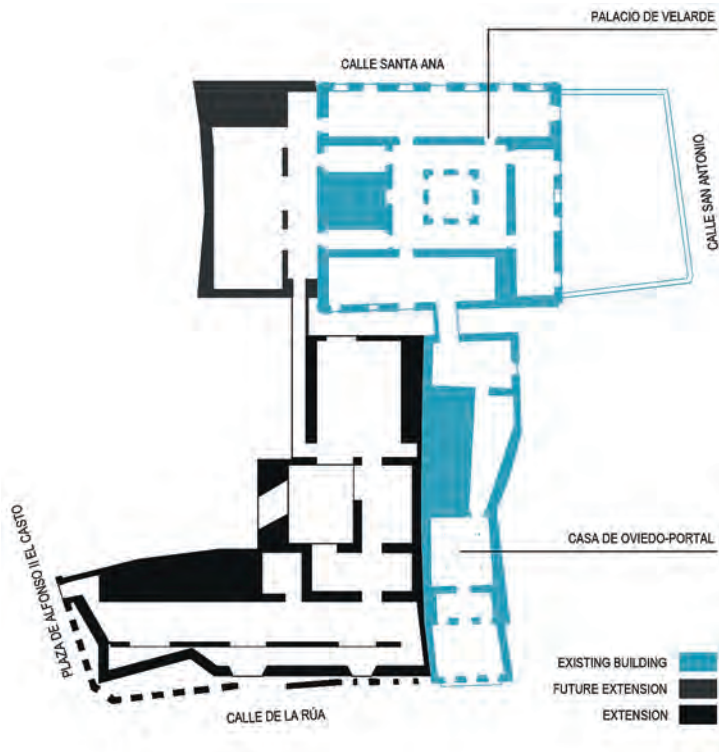 PALACIO DE VELARDE
CALLE SANTA ANA
CALLE SAN ANTONIO
CASA DE OVIEDO-PORTAL
PLAZA DE ALFONSO II EL CASTO
CALLE DE LA RÚA
EXISTING BUILDING
FUTURE EXTENSION
EXTENSION